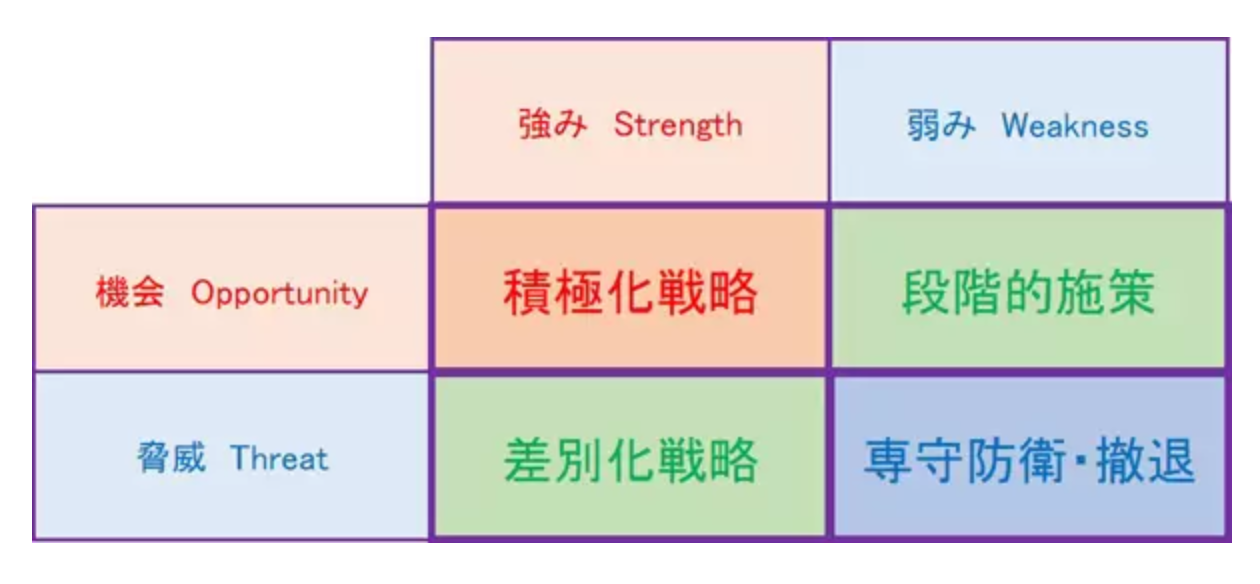 強み Strength
弱み Weakness
機会 Opportunity
積極化戦略
段階的施策
脅威 Threat
差別化戦略
専守防衛・撤退